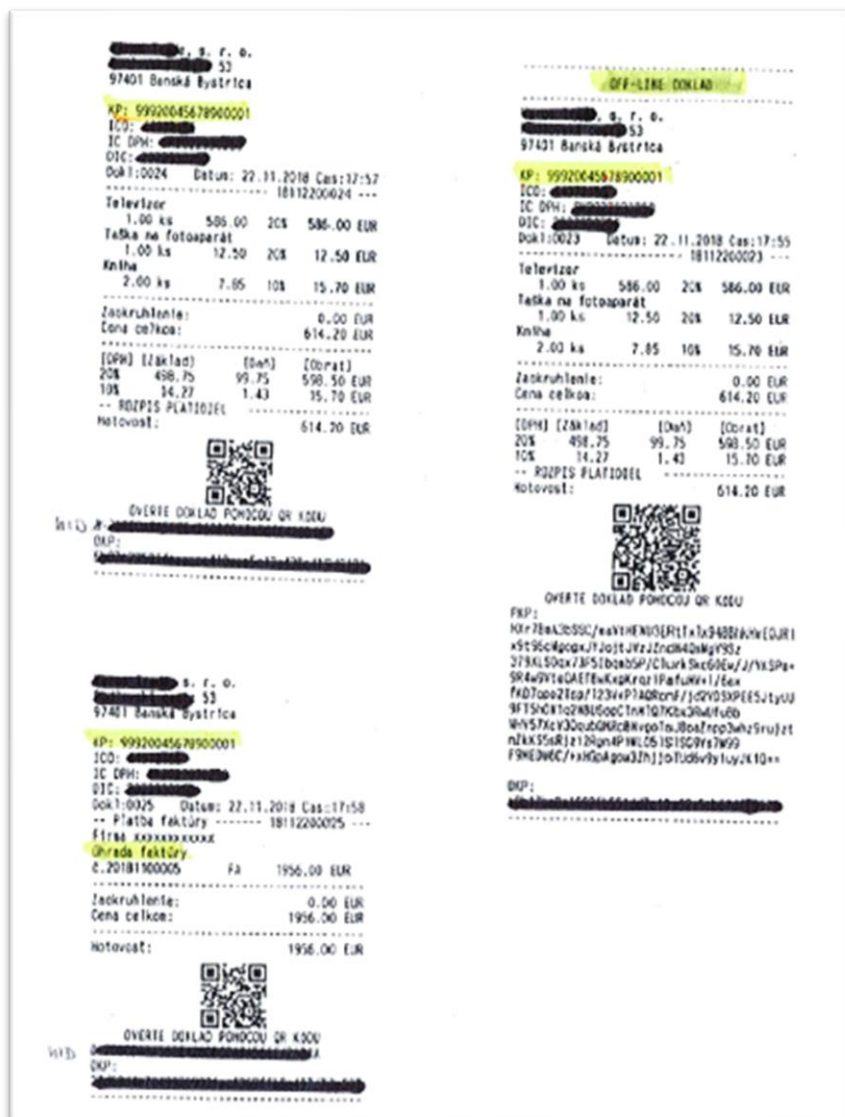 , s. r. o.
53
97401 Banská Bystrica
KP: 99920045678900001
ICO:
IC DPH:
DIC:
Dokl:0024 Datum: 22.11.2018 Cas:17:57
18112200024 ---
Televízor
1.00 ks 586.00 20% 586.00 EUR
Taška na fotoaparát
1.00 ks 12.50 20% 12.50 EUR
Kniha
2.00 ks 7.85 10% 15.70 EUR
Zaokruhlenie: 0.00 EUR
Cena celkom: 614.20 EUR
[DPH] [Základ] [Daň] [Obrat]
20% 498.75 99.75 598.50 EUR
10% 14.27 1.43 15.70 EUR
-- ROZPIS PLATIDIEL
Hotovosť: 614.20 EUR
OVERTE DOKLAD POMOCOU QR KODU
OKP:
s. r. o.
53
97401 Banská Bystrica
KP: 99920045678900001
ICO:
IC DPH:
DIC:
Dokl:0025 Datum: 22.11.2018 Cas:17:58
-- Platba faktúry ------- 18112200025 ---
Firma xxxxxxxxxxx
Úhrada faktúry
č.20181100005 FA 1956.00 EUR
Zaokruhlenie: 0.00 EUR
Cena celkom: 1956.00 EUR
Hotovosť: 1956.00 EUR
OVERTE DOKLAD POMOCOU QR KODU
OKP:
OFF-LINE DOKLAD
, s. r. o.
53
97401 Banská Bystrica
KP: 99920045678900001
ICO:
IC DPH:
DIC:
Dokl:0023 Datum: 22.11.2018 Cas:17:55
18112200023 ---
Televízor
1.00 ks 586.00 20% 586.00 EUR
Taška na fotoaparát
1.00 ks 12.50 20% 12.50 EUR
Kniha
2.00 ks 7.85 10% 15.70 EUR
Zaokruhlenie: 0.00 EUR
Cena celkom: 614.20 EUR
[DPH] [Základ] [Daň] [Obrat]
20% 498.75 99.75 598.50 EUR
10% 14.27 1.43 15.70 EUR
-- ROZPIS PLATIDIEL
Hotovosť: 614.20 EUR
OVERTE DOKLAD POMOCOU QR KODU
PKP:
OKP: